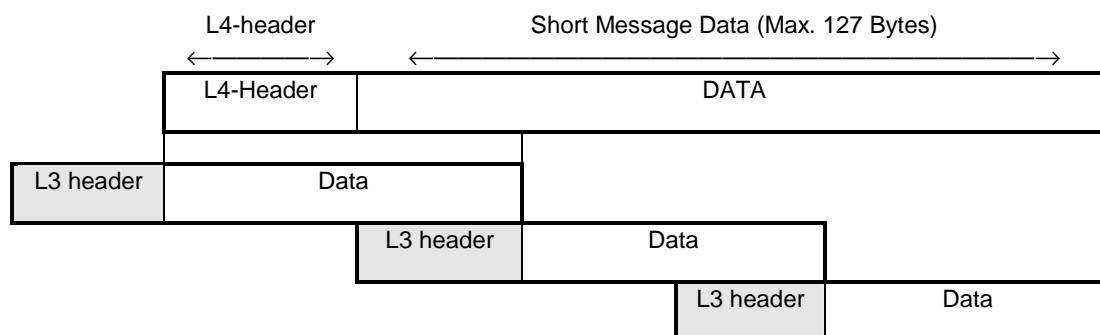 L4-header Short Message Data (Max. 127 Bytes)
L4-Header DATA
L3 header Data
L3 header Data
L3 header Data